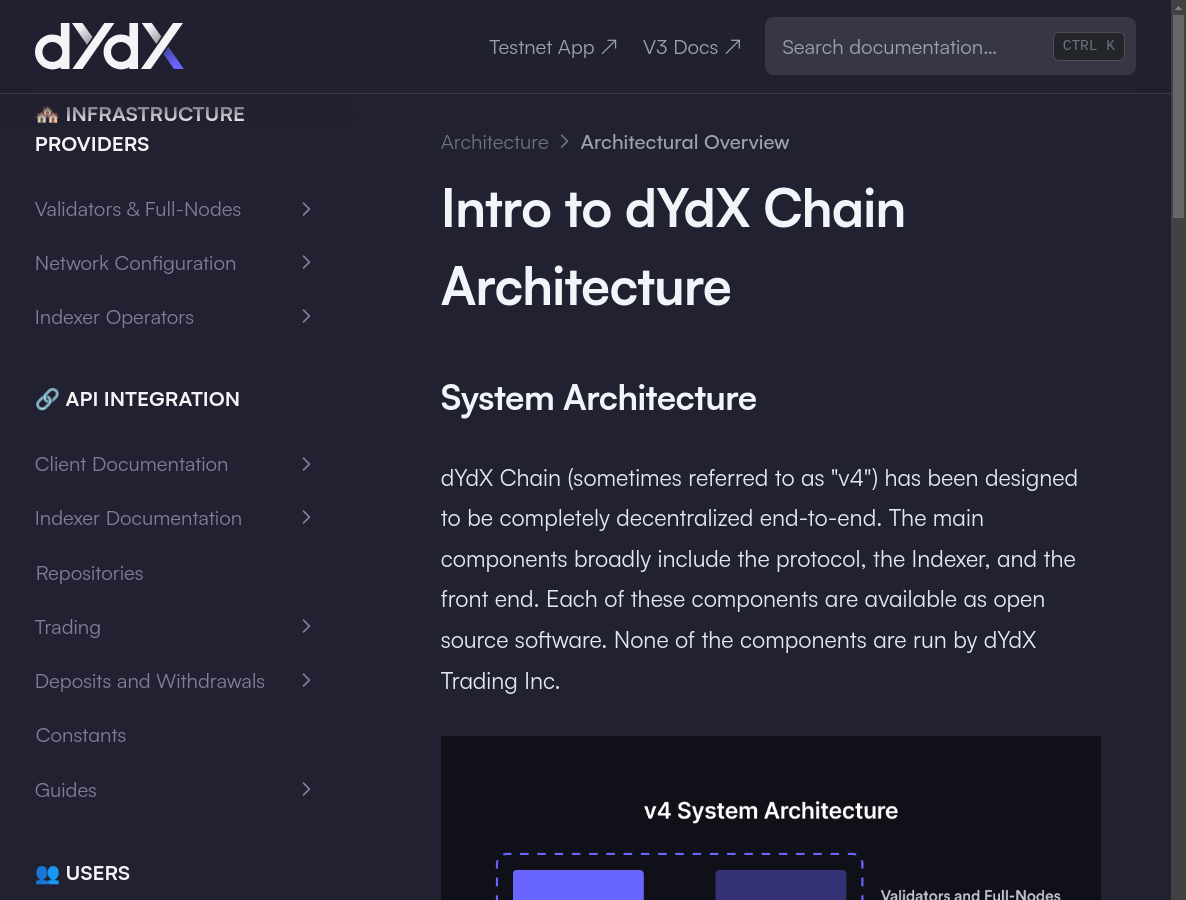 dYdX
Testnet App
V3 Docs
Search documentation...
CTRL K
INFRASTRUCTURE
PROVIDERS
Validators & Full-Nodes
Network Configuration
Indexer Operators
API INTEGRATION
Client Documentation
Indexer Documentation
Repositories
Trading
Deposits and Withdrawals
Constants
Guides
USERS
Architecture
Architectural Overview
Intro to dYdX Chain
Architecture
System Architecture
dYdX Chain (sometimes referred to as "v4") has been designed
to be completely decentralized end-to-end. The main
components broadly include the protocol, the Indexer, and the
front end. Each of these components are available as open
source software. None of the components are run by dYdX
Trading Inc.
v4 System Architecture
Validators and Full-Nodes